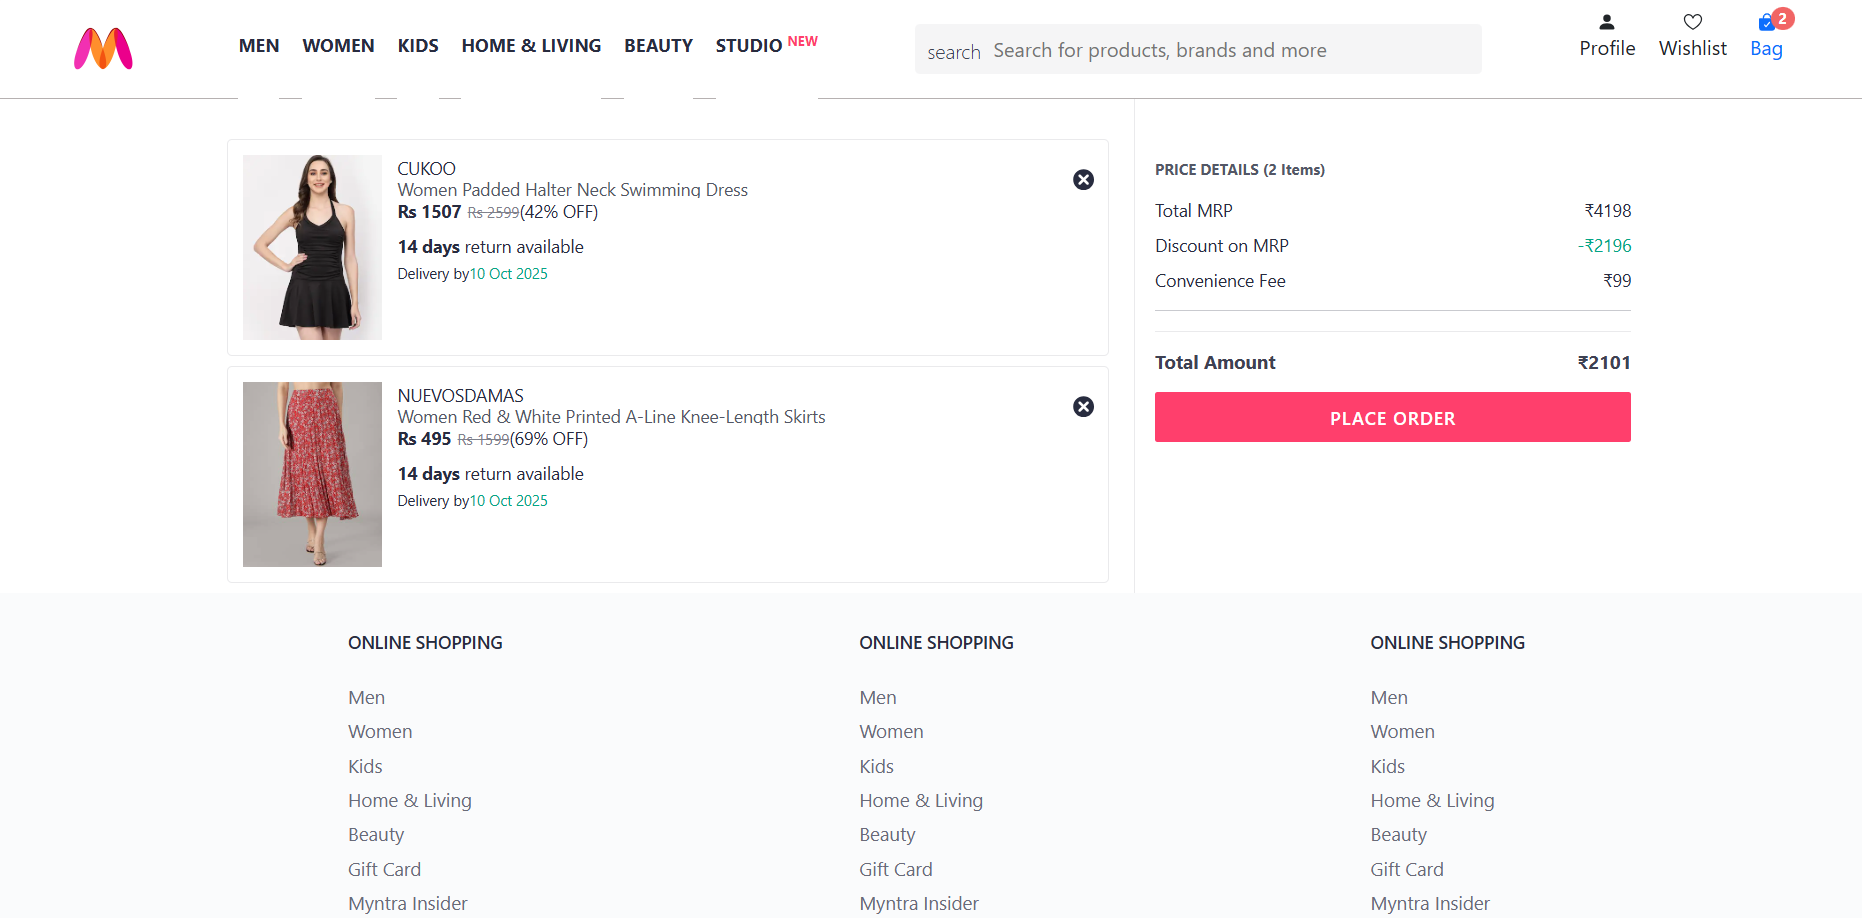 MEN WOMEN KIDS HOME & LIVING BEAUTY STUDIO NEW
search Search for products, brands and more
Profile Wishlist Bag 2
CUKOO
Women Padded Halter Neck Swimming Dress
Rs 1507 Rs 2599(42% OFF)
14 days return available
Delivery by10 Oct 2025
NUEVOSDAMAS
Women Red & White Printed A-Line Knee-Length Skirts
Rs 495 Rs 1599(69% OFF)
14 days return available
Delivery by10 Oct 2025
PRICE DETAILS (2 Items)
Total MRP ₹4198
Discount on MRP -₹2196
Convenience Fee ₹99
Total Amount ₹2101
PLACE ORDER
ONLINE SHOPPING
Men
Women
Kids
Home & Living
Beauty
Gift Card
Myntra Insider
ONLINE SHOPPING
Men
Women
Kids
Home & Living
Beauty
Gift Card
Myntra Insider
ONLINE SHOPPING
Men
Women
Kids
Home & Living
Beauty
Gift Card
Myntra Insider